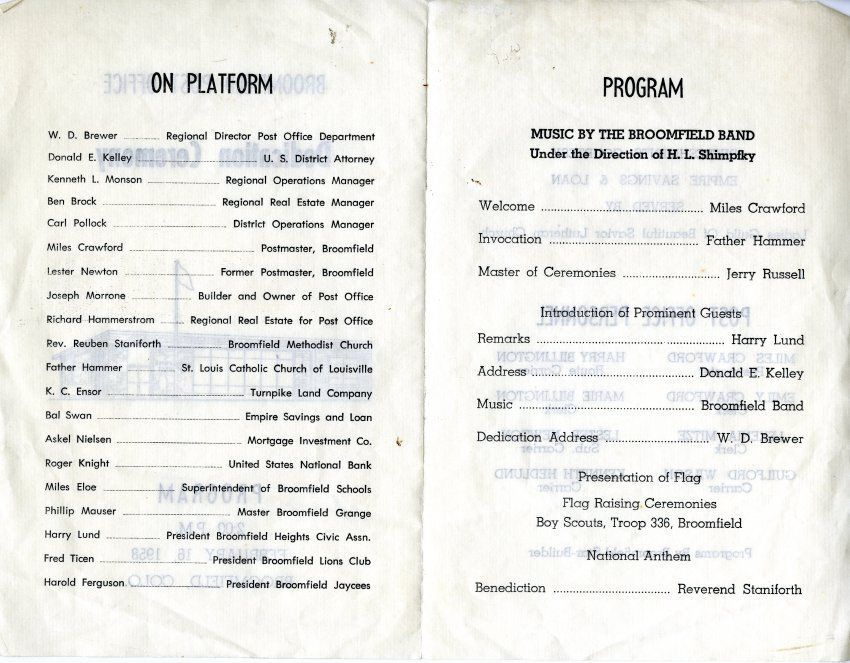 ON PLATFORM
W. D. Brewer ........ Regional Director Post Office Department
Donald E. Kelley ........ U. S. District Attorney
Kenneth L. Monson ........ Regional Operations Manager
Ben Brock ........ Regional Real Estate Manager
Carl Pollock ........ District Operations Manager
Miles Crawford ........ Postmaster, Broomfield
Lester Newton ........ Former Postmaster, Broomfield
Joseph Morrone ........ Builder and Owner of Post Office
Richard Hammerstrom ........ Regional Real Estate for Post Office
Rev. Reuben Staniforth ........ Broomfield Methodist Church
Father Hammer ........ St. Louis Catholic Church of Louisville
K. C. Ensor ........ Turnpike Land Company
Bal Swan ........ Empire Savings and Loan
Askel Nielsen ........ Mortgage Investment Co.
Roger Knight ........ United States National Bank
Miles Eloe ........ Superintendent of Broomfield Schools
Phillip Mauser ........ Master Broomfield Grange
Harry Lund ........ President Broomfield Heights Civic Assn.
Fred Ticen ........ President Broomfield Lions Club
Harold Ferguson ........ President Broomfield Jaycees
PROGRAM
MUSIC BY THE BROOMFIELD BAND
Under the Direction of H. L. Shimpfky
Welcome ........ Miles Crawford
Invocation ........ Father Hammer
Master of Ceremonies ........ Jerry Russell
Introduction of Prominent Guests
Remarks ........ Harry Lund
Address ........ Donald E. Kelley
Music ........ Broomfield Band
Dedication Address ........ W. D. Brewer
Presentation of Flag
Flag Raising Ceremonies
Boy Scouts, Troop 336, Broomfield
National Anthem
Benediction ........ Reverend Staniforth